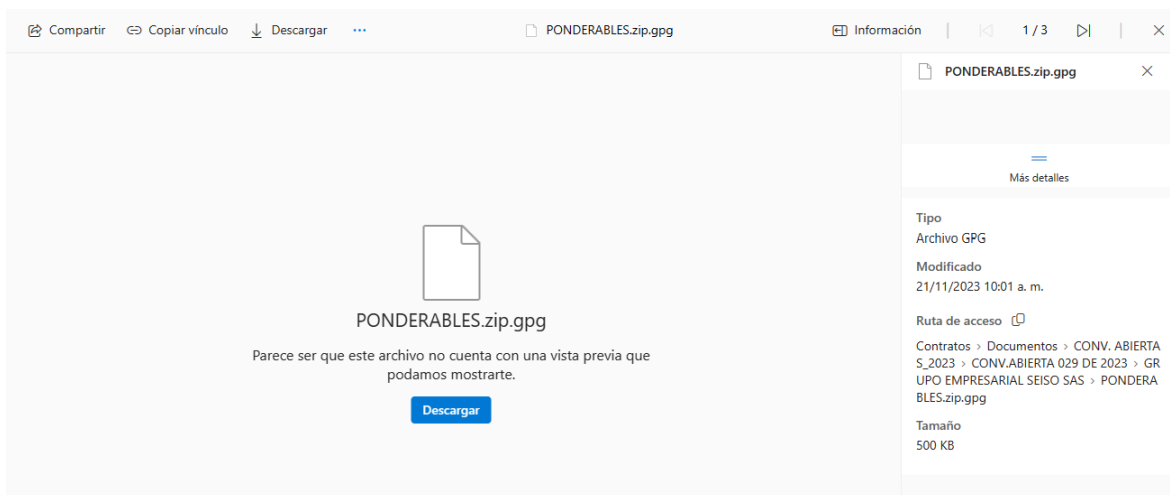 Compartir Copiar vínculo Descargar ... PONDERABLES.zip.gpg Información 1 / 3
PONDERABLES.zip.gpg
Más detalles
Tipo
Archivo GPG
Modificado
21/11/2023 10:01 a. m.
Ruta de acceso
Contratos > Documentos > CONV. ABIERTA
S_2023 > CONV.ABIERTA 029 DE 2023 > GR
UPO EMPRESARIAL SEISO SAS > PONDERA
BLES.zip.gpg
Tamaño
500 KB
PONDERABLES.zip.gpg
Parece ser que este archivo no cuenta con una vista previa que
podamos mostrarte.
Descargar